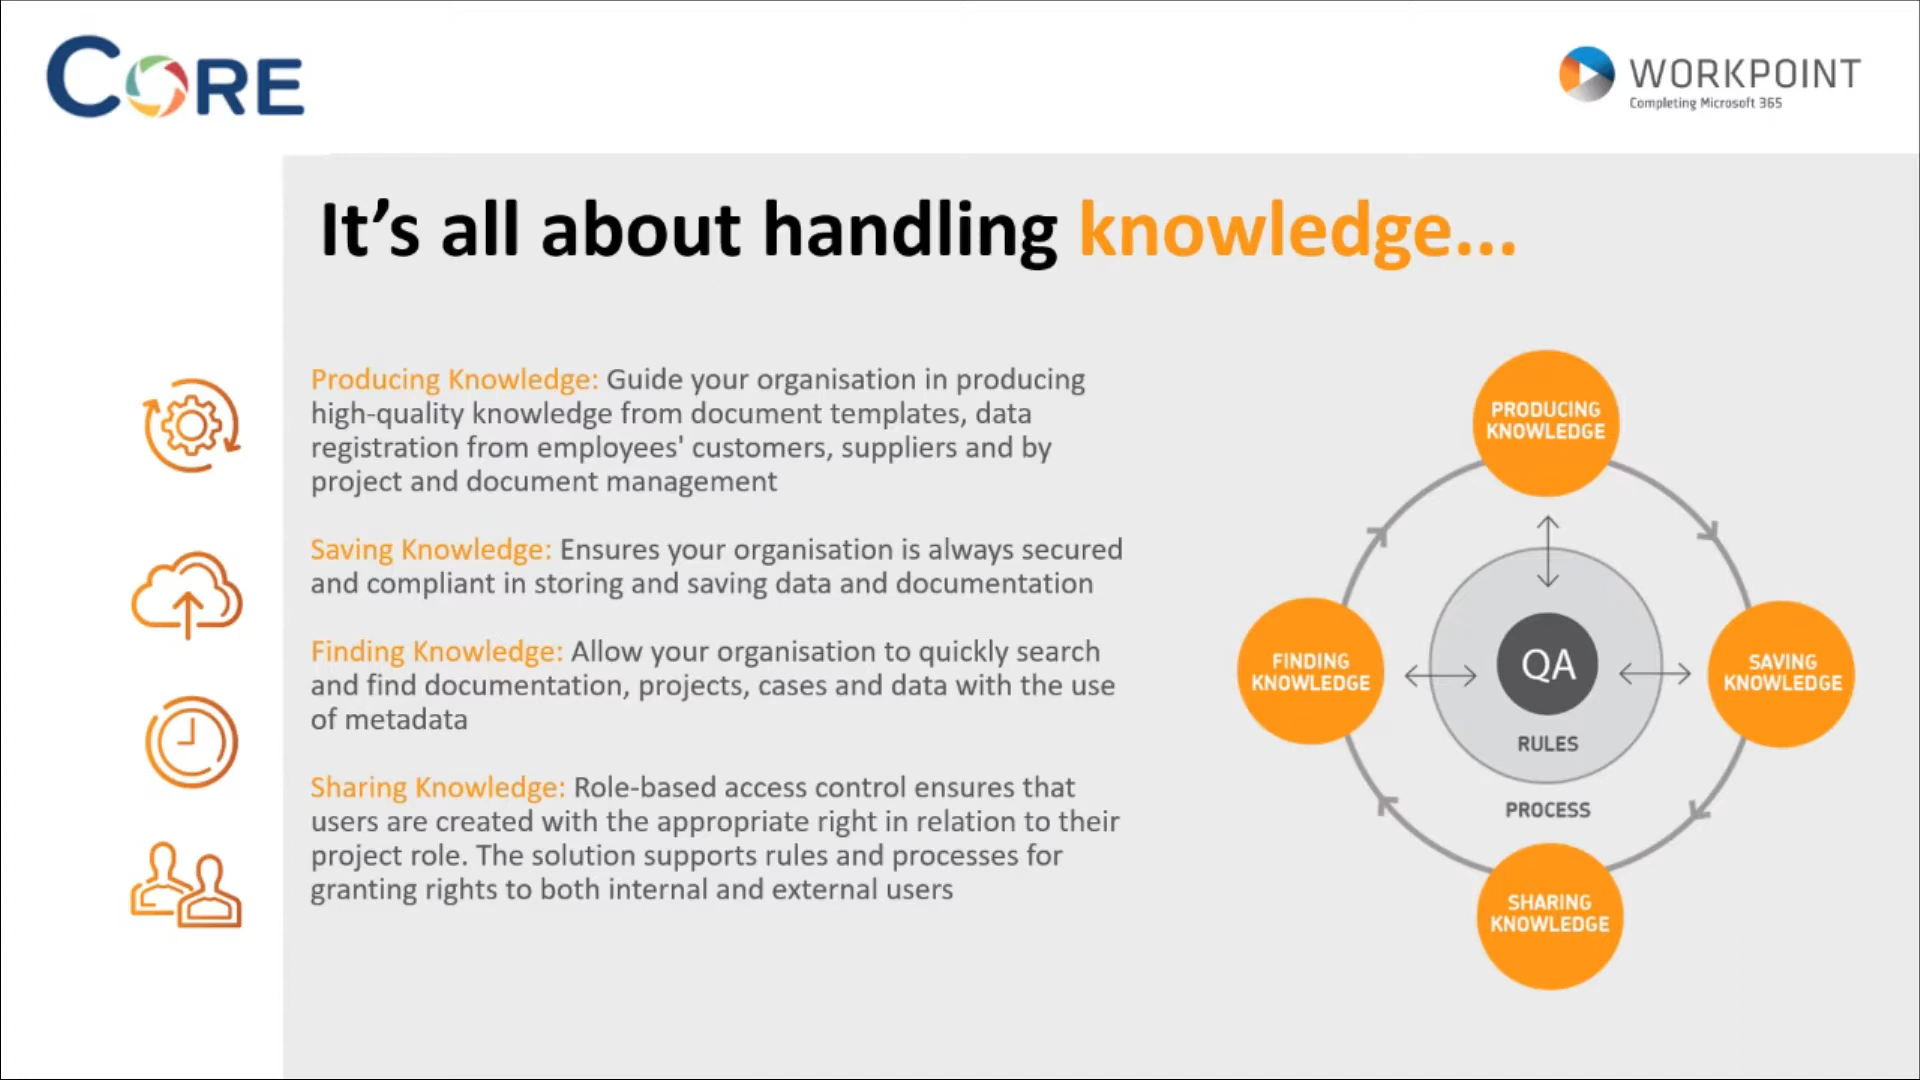 CORE
WORKPOINT
Completing Microsoft 365
It's all about handling knowledge...
Producing Knowledge: Guide your organisation in producing
high-quality knowledge from document templates, data
registration from employees' customers, suppliers and by
project and document management
Saving Knowledge: Ensures your organisation is always secured
and compliant in storing and saving data and documentation
Finding Knowledge: Allow your organisation to quickly search
and find documentation, projects, cases and data with the use
of metadata
Sharing Knowledge: Role-based access control ensures that
users are created with the appropriate right in relation to their
project role. The solution supports rules and processes for
granting rights to both internal and external users
PRODUCING
KNOWLEDGE
FINDING
KNOWLEDGE
QA
SAVING
KNOWLEDGE
RULES
PROCESS
SHARING
KNOWLEDGE